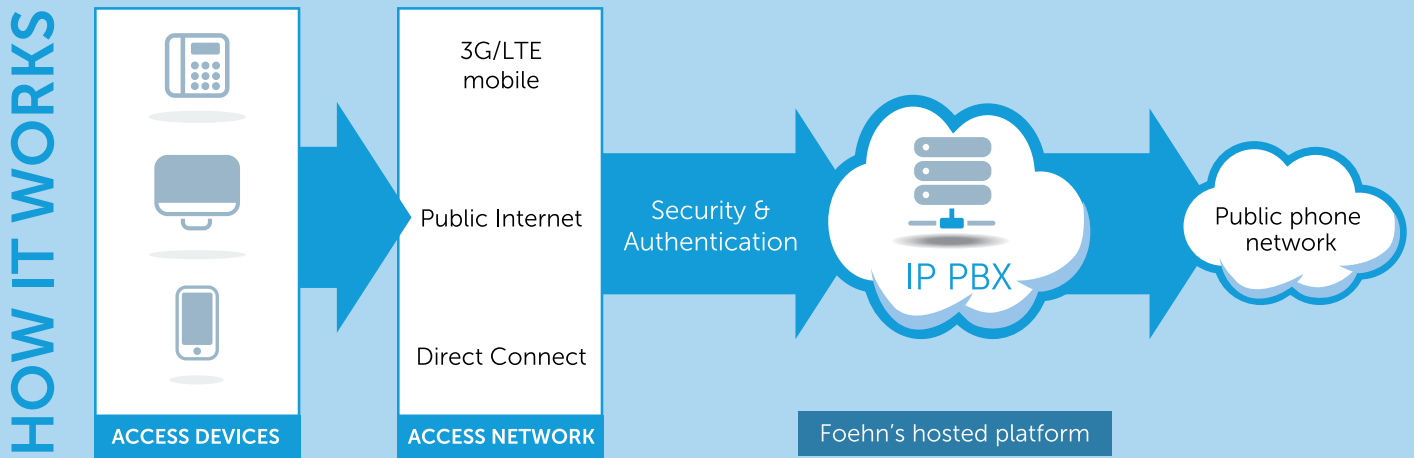 HOW IT WORKS
ACCESS DEVICES
3G/LTE
mobile
Public Internet
Direct Connect
ACCESS NETWORK
Security &
Authentication
IP PBX
Foehn's hosted platform
Public phone
network